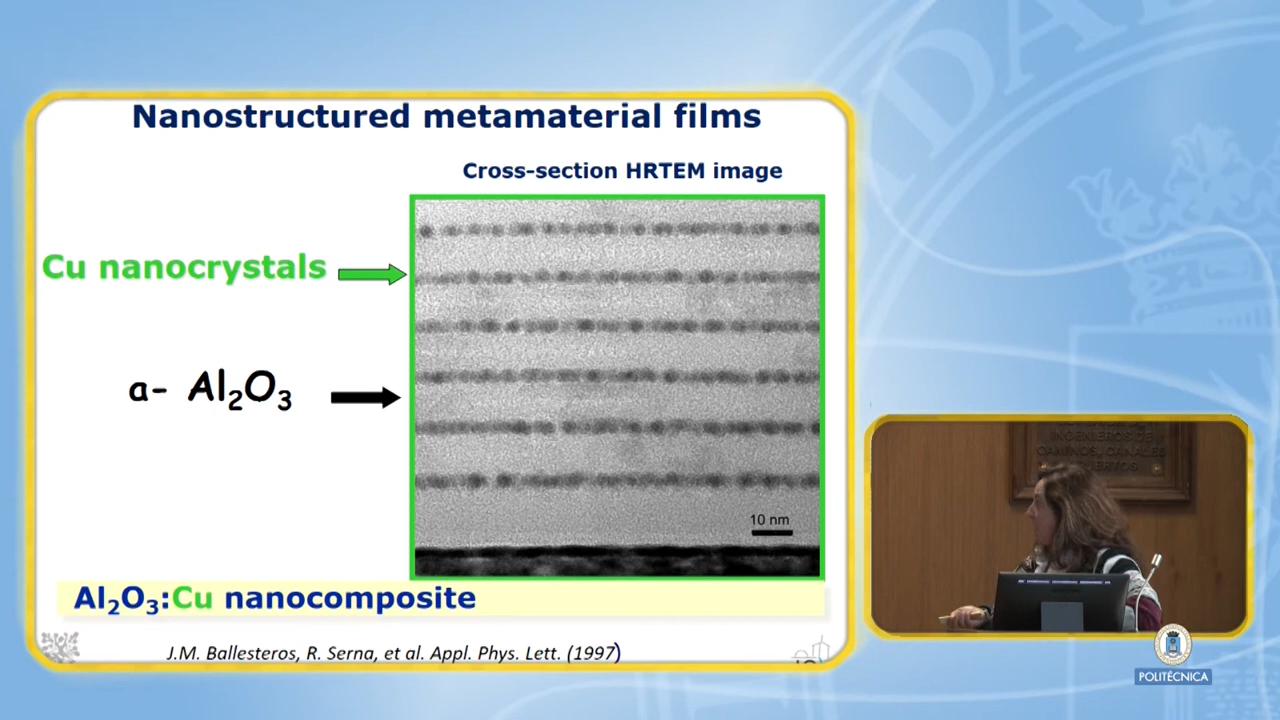 Nanostructured metamaterial films
Cross-section HRTEM image
Cu nanocrystals
a- Al₂O₃
10 nm
Al₂O₃:Cu nanocomposite
J.M. Ballesteros, R. Serna, et al. Appl. Phys. Lett. (1997)
INGENIEROS DE
CAMINOS, CANALES
PUERTOS
POLITÉCNICA